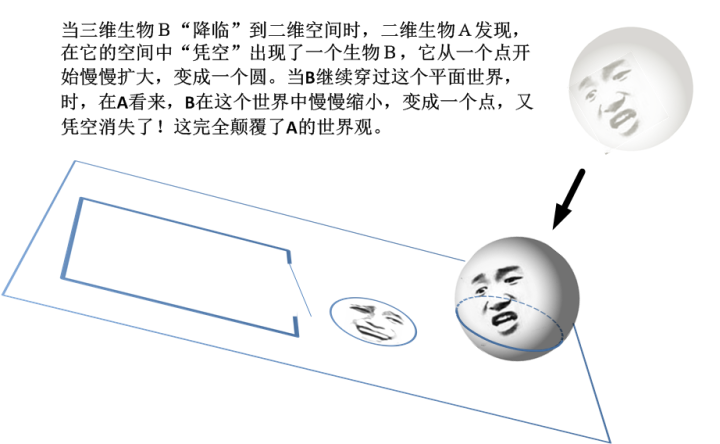 当三维生物Ｂ“降临”到二维空间时，二维生物Ａ发现，
在它的空间中“凭空”出现了一个生物Ｂ，它从一个点开
始慢慢扩大，变成一个圆。当B继续穿过这个平面世界，
时，在A看来，B在这个世界中慢慢缩小，变成一个点，又
凭空消失了！这完全颠覆了A的世界观。